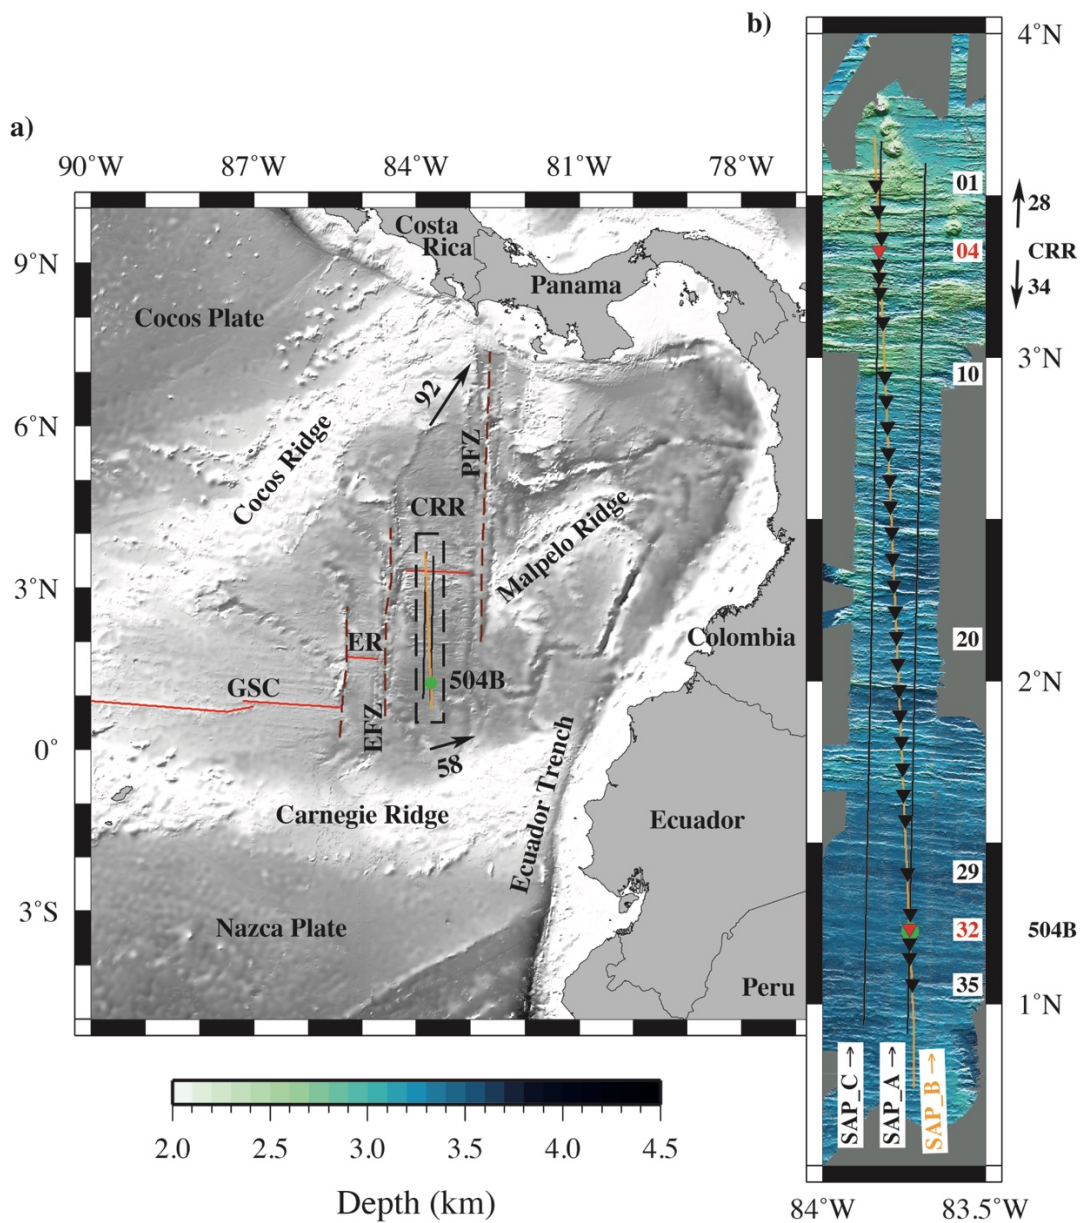 a)
90˚W
87˚W
84˚W
81˚W
78˚W
9˚N
6˚N
3˚N
0˚
3˚S
Costa
Rica
Panama
Cocos Plate
92
Cocos Ridge
PFZ
CRR
Malpelo Ridge
ER
GSC
504B
EFZ
58
Colombia
Carnegie Ridge
Ecuador Trench
Ecuador
Nazca Plate
Peru
2.0
2.5
3.0
3.5
4.0
4.5
Depth (km)
b)
4˚N
01
28
04
CRR
34
3˚N
10
20
2˚N
29
32
504B
35
1˚N
SAP_C →
SAP_A →
SAP_B →
84˚W
83.5˚W